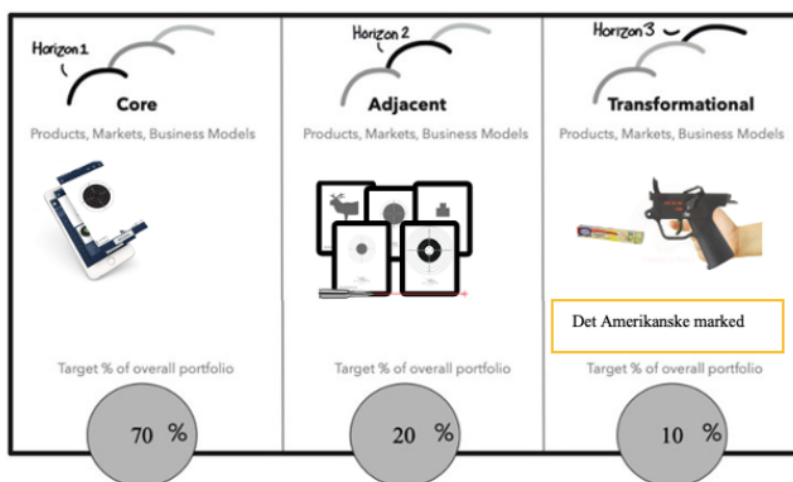 Horizon 1
Core
Products, Markets, Business Models
Target % of overall portfolio
70 %
Horizon 2
Adjacent
Products, Markets, Business Models
Target % of overall portfolio
20 %
Horizon 3
Transformational
Products, Markets, Business Models
Det Amerikanske marked
Target % of overall portfolio
10 %